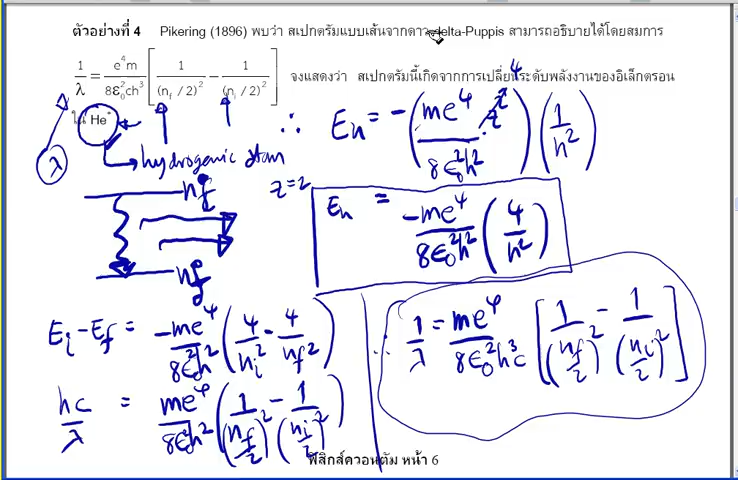 ตัวอย่างที่ 4 Pikering (1896) พบว่า สเปกตรัมแบบเส้นจากดาว delta-Puppis สามารถอธิบายได้โดยสมการ
1/λ = e⁴m/8ε₀²ch³ [1/(n_f / 2)² − 1/(n_i / 2)²] จงแสดงว่า สเปกตรัมนี้เกิดจากการเปลี่ยนระดับพลังงานของอิเล็กตรอน
ใน He⁺
λ
hydrogenic atom
z=2
∴ Eₙ = −(me⁴ z²/8ε₀²h²)(1/n²)
4
Eₙ = −me⁴/8ε₀²h² (4/n²)
n_i
n_f
E_i − E_f = −me⁴/8ε₀²h² (4/n_i² − 4/n_f²)
hc/λ = me⁴/8ε₀²h² (1/(n_f/2)² − 1/(n_i/2)²)
∴ 1/λ = me⁴/8ε₀²h³c [1/(n_f/2)² − 1/(n_i/2)²]
ฟิสิกส์ควอนตัม หน้า 6